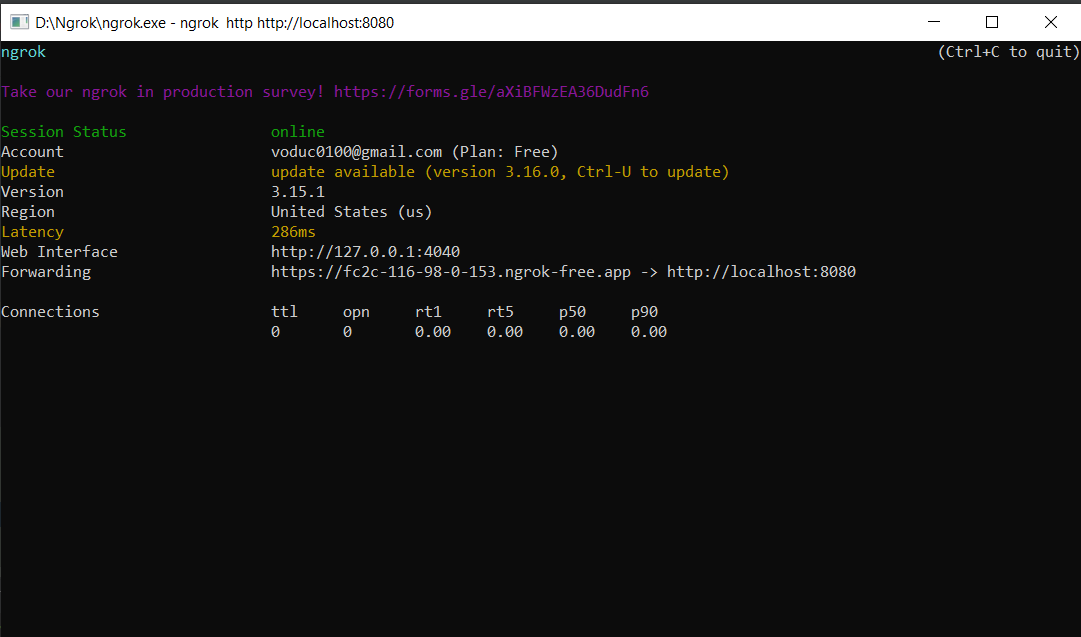 D:\Ngrok\ngrok.exe - ngrok  http http://localhost:8080
ngrok (Ctrl+C to quit)
Take our ngrok in production survey! https://forms.gle/aXiBFWzEA36DudFn6
Session Status online
Account voduc0100@gmail.com (Plan: Free)
Update update available (version 3.16.0, Ctrl-U to update)
Version 3.15.1
Region United States (us)
Latency 286ms
Web Interface http://127.0.0.1:4040
Forwarding https://fc2c-116-98-0-153.ngrok-free.app -> http://localhost:8080
Connections ttl opn rt1 rt5 p50 p90
0 0 0.00 0.00 0.00 0.00